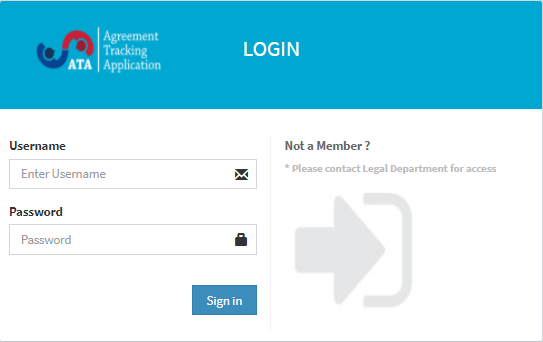 Agreement
Tracking
Application
ATA
LOGIN
Username
Enter Username
Password
Password
Sign in
Not a Member ?
* Please contact Legal Department for access